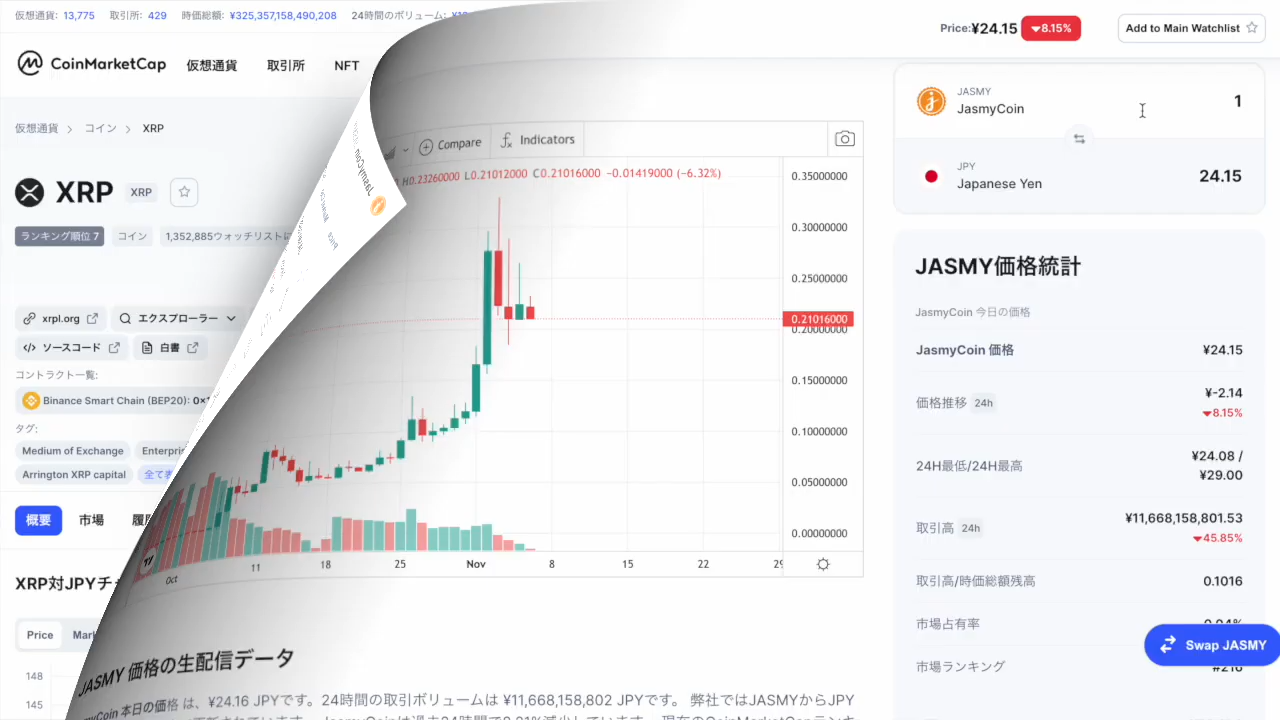 仮想通貨: 13,775 取引所: 429 時価総額: ¥325,357,158,490,208 24時間のボリューム:
CoinMarketCap 仮想通貨 取引所 NFT
仮想通貨 > コイン > XRP
XRP XRP
ランキング順位 7 コイン 1,352,885ウォッチリストに
xrpl.org エクスプローラー
ソースコード 白書
コントラクト一覧:
Binance Smart Chain (BEP20):
タグ:
Medium of Exchange
Arrington XRP capital
概要 市場
XRP対JPY
Price
148
145
Compare Indicators
H0.23260000 L0.21012000 C0.21016000 −0.01419000 (−6.32%)
0.35000000
0.30000000
0.25000000
0.21016000
0.20000000
0.15000000
0.10000000
0.05000000
0.00000000
Oct 11 18 25 Nov 8 15 22 29
JASMY 価格の生配信データ
本日の価格 は、¥24.16 JPYです。24時間の取引ボリュームは ¥11,668,158,802 JPYです。 弊社ではJASMYからJPY
Price:¥24.15 8.15% Add to Main Watchlist
JASMY
JasmyCoin 1
JPY
Japanese Yen 24.15
JASMY価格統計
JasmyCoin 今日の価格
JasmyCoin 価格 ¥24.15
価格推移 24h ¥-2.14
8.15%
24H最低/24H最高 ¥24.08 /
¥29.00
取引高 24h ¥11,668,158,801.53
45.85%
取引高/時価総額残高 0.1016
市場占有率
Swap JASMY
市場ランキング